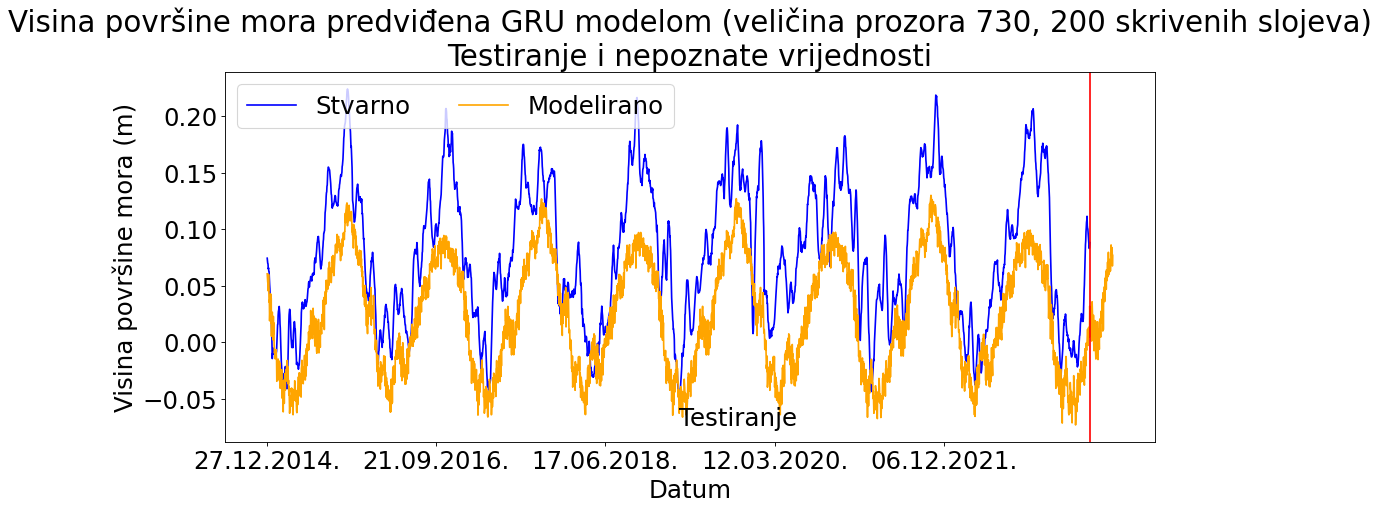 Visina površine mora predviđena GRU modelom (veličina prozora 730, 200 skrivenih slojeva)
Testiranje i nepoznate vrijednosti
Stvarno
Modelirano
Visina površine mora (m)
0.20
0.15
0.10
0.05
0.00
−0.05
Testiranje
27.12.2014.
21.09.2016.
17.06.2018.
12.03.2020.
06.12.2021.
Datum